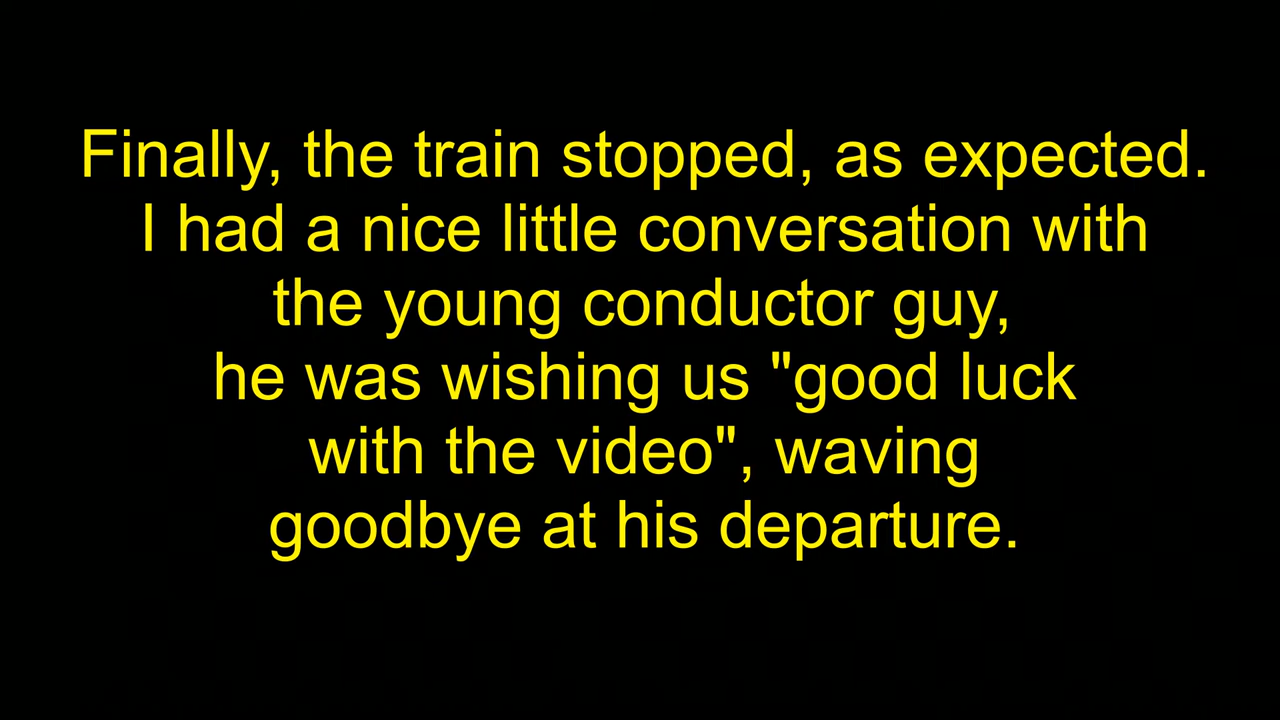 Finally, the train stopped, as expected.
I had a nice little conversation with
the young conductor guy,
he was wishing us "good luck
with the video", waving
goodbye at his departure.